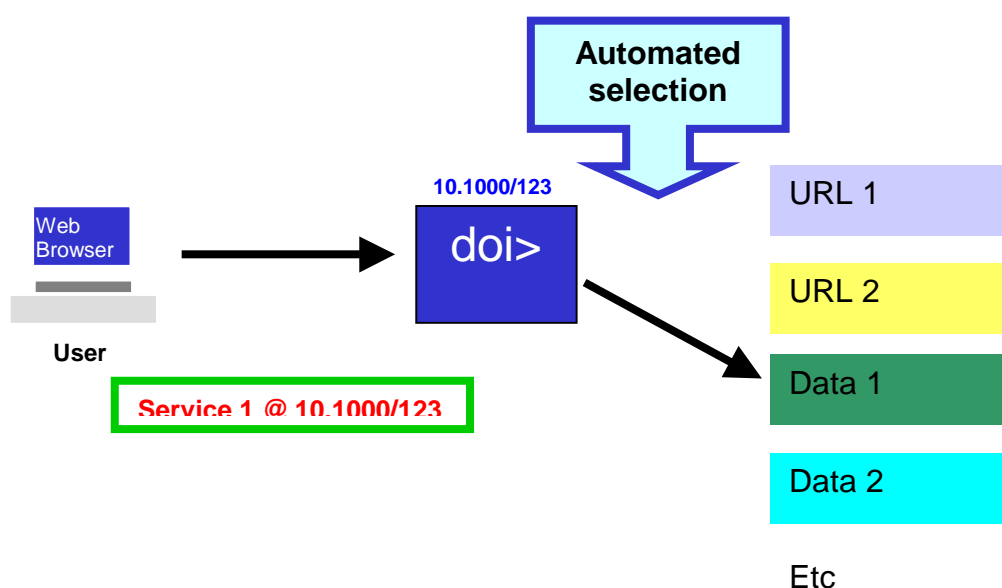 Automated
selection
10.1000/123
URL 1
Web
Browser
doi>
URL 2
User
Data 1
Service 1 @ 10.1000/123
Data 2
Etc